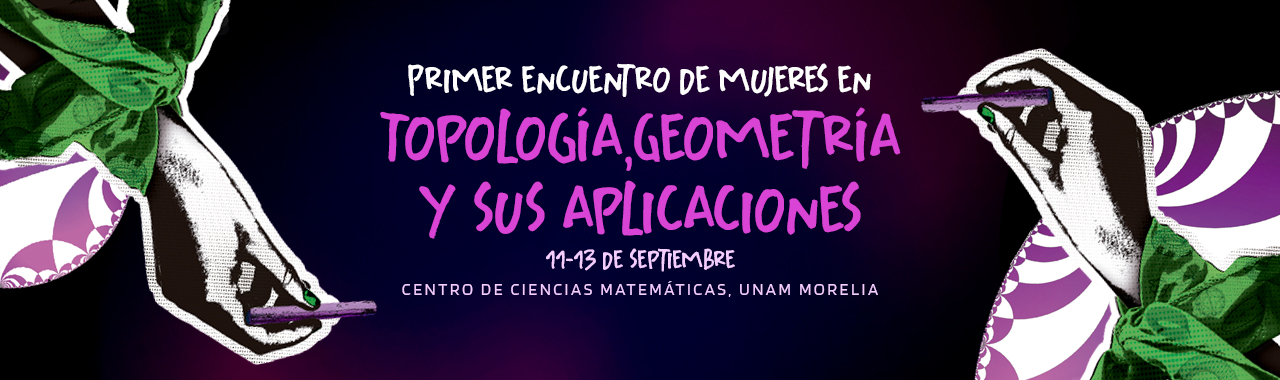 PRIMER ENCUENTRO DE MUJERES EN
TOPOLOGÍA, GEOMETRÍA
Y SUS APLICACIONES
11-13 DE SEPTIEMBRE
CENTRO DE CIENCIAS MATEMÁTICAS, UNAM MORELIA